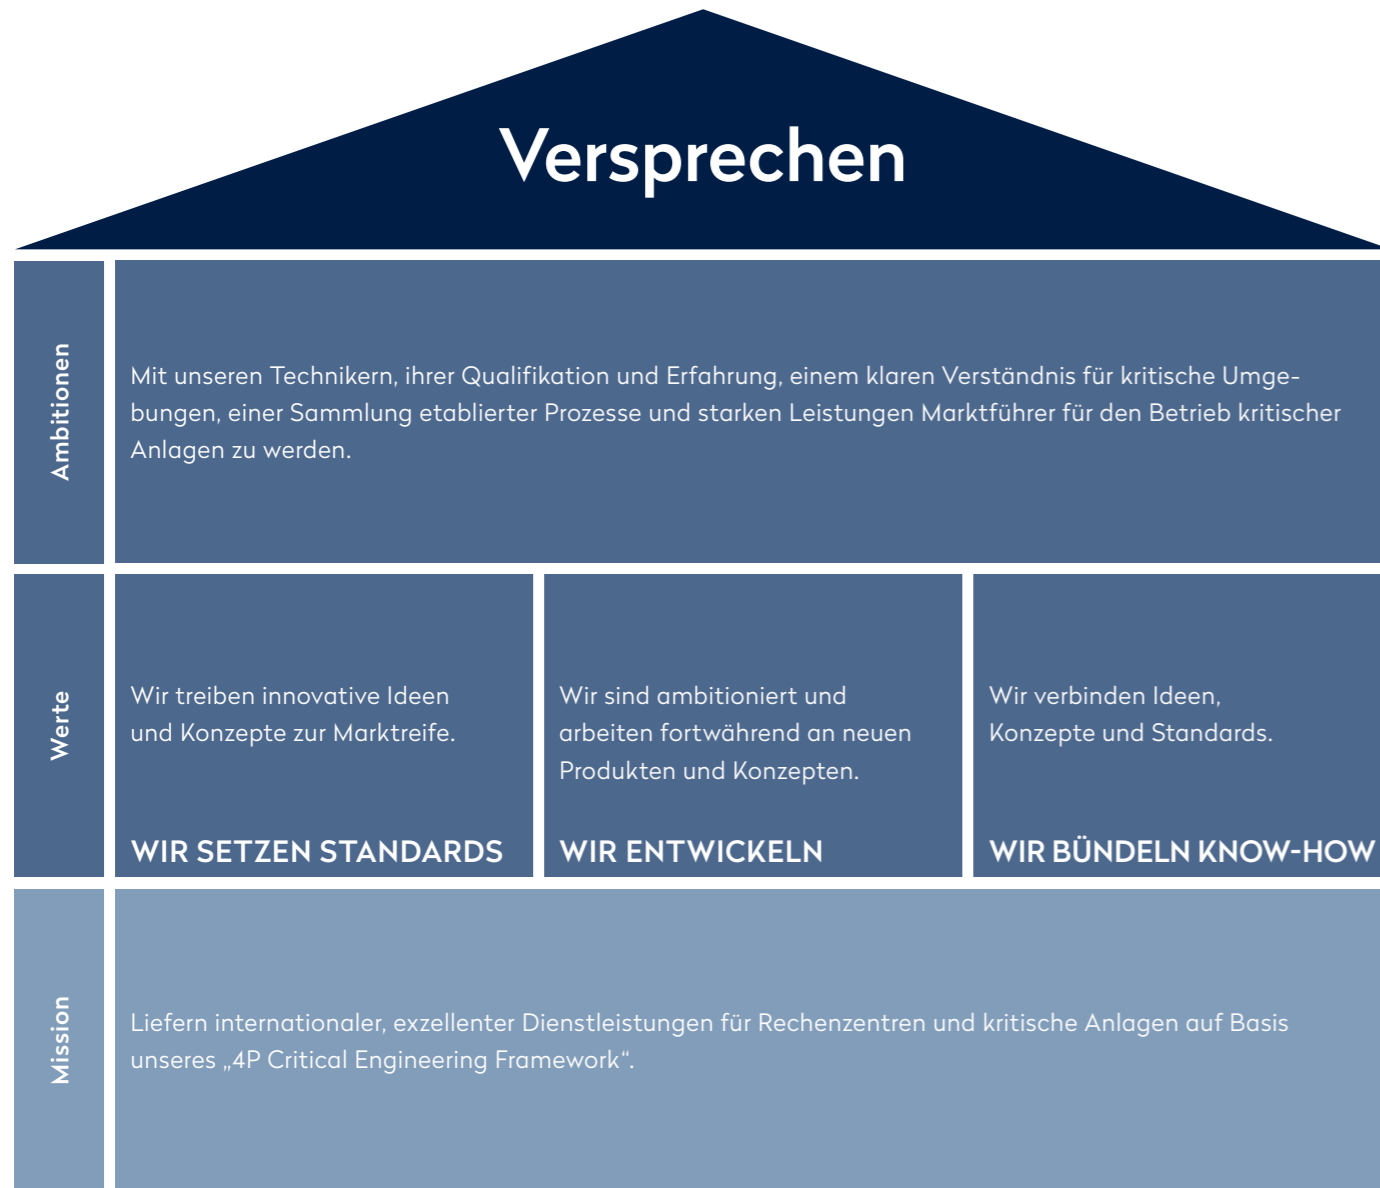 Versprechen
Ambitionen
Mit unseren Technikern, ihrer Qualifikation und Erfahrung, einem klaren Verständnis für kritische Umge-
bungen, einer Sammlung etablierter Prozesse und starken Leistungen Marktführer für den Betrieb kritischer
Anlagen zu werden.
Werte
Wir treiben innovative Ideen
und Konzepte zur Marktreife.
WIR SETZEN STANDARDS
Wir sind ambitioniert und
arbeiten fortwährend an neuen
Produkten und Konzepten.
WIR ENTWICKELN
Wir verbinden Ideen,
Konzepte und Standards.
WIR BÜNDELN KNOW-HOW
Mission
Liefern internationaler, exzellenter Dienstleistungen für Rechenzentren und kritische Anlagen auf Basis
unseres „4P Critical Engineering Framework“.